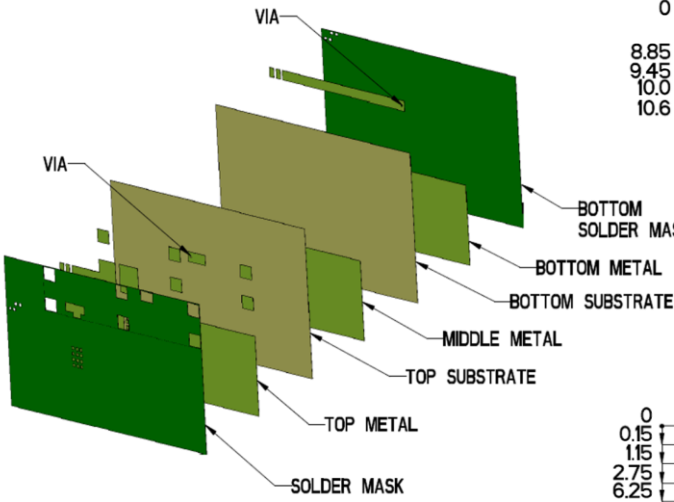 VIA
0
8.85
9.45
10.0
10.6
VIA
BOTTOM
SOLDER MAS
BOTTOM METAL
BOTTOM SUBSTRATE
MIDDLE METAL
TOP SUBSTRATE
TOP METAL
SOLDER MASK
0
0.15
1.15
2.75
6.25